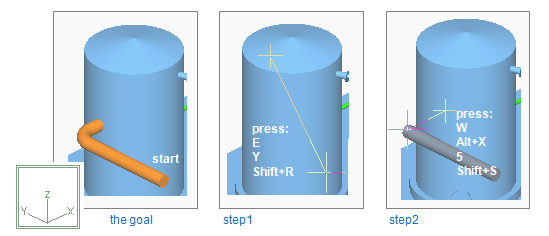 start
press:
E
Y
Shift+R
press:
W
Alt+X
5
Shift+S
Z
Y
X
the goal
step1
step2